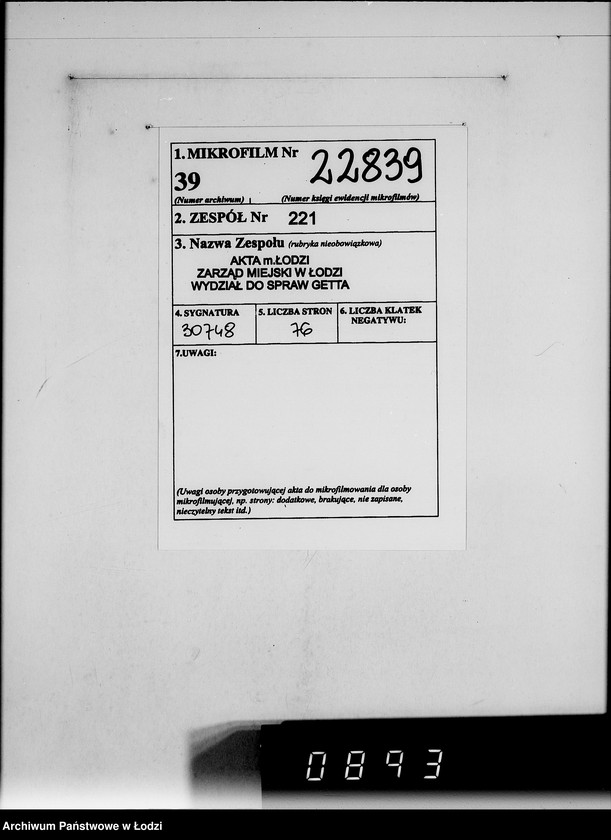 1. MIKROFILM Nr 22839
39
(Numer archiwum) (Numer księgi ewidencji mikrofilmów)
2. ZESPÓŁ Nr 221
3. Nazwa Zespołu (rubryka nieobowiązkowa)
AKTA m.ŁODZI
ZARZĄD MIEJSKI W ŁODZI
WYDZIAŁ DO SPRAW GETTA
4. SYGNATURA 5. LICZBA STRON 6. LICZBA KLATEK
NEGATYWU:
30748 76
7.UWAGI:
(Uwagi osoby przygotowującej akta do mikrofilmowania dla osoby
mikrofilmującej, np. strony: dodatkowe, brakujące, nie zapisane,
nieczytelny tekst itd.)
0893
Archiwum Państwowe w Łodzi